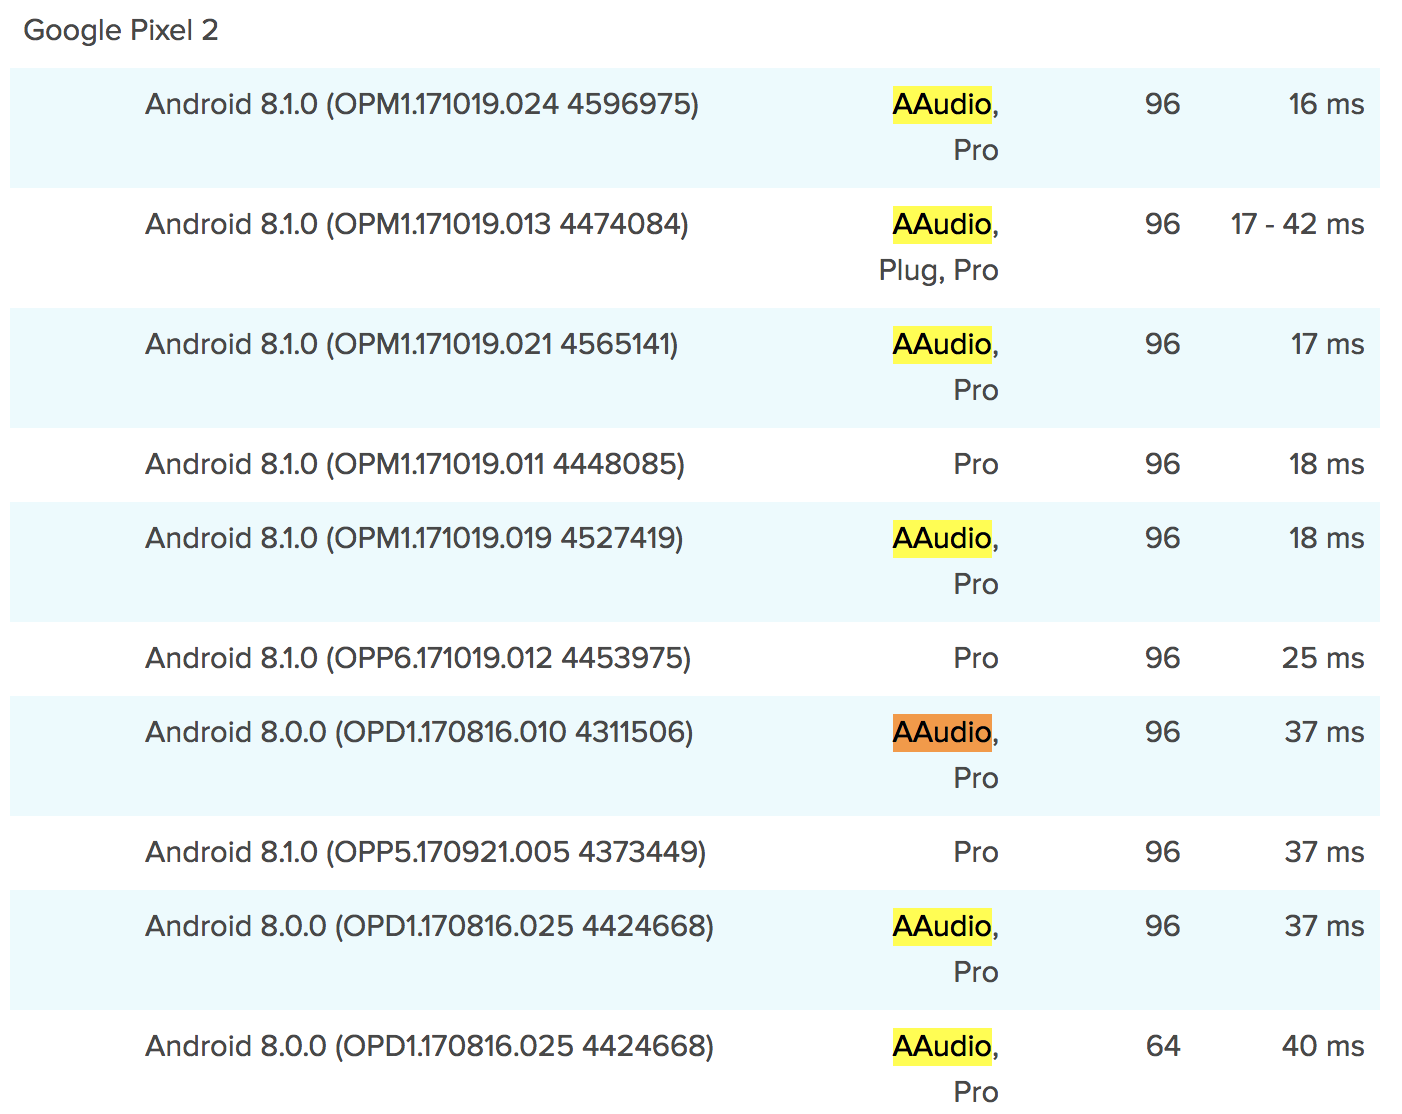 Google Pixel 2
Android 8.1.0 (OPM1.171019.024 4596975) AAudio, 96 16 ms
Pro
Android 8.1.0 (OPM1.171019.013 4474084) AAudio, 96 17 - 42 ms
Plug, Pro
Android 8.1.0 (OPM1.171019.021 4565141) AAudio, 96 17 ms
Pro
Android 8.1.0 (OPM1.171019.011 4448085) Pro 96 18 ms
Android 8.1.0 (OPM1.171019.019 4527419) AAudio, 96 18 ms
Pro
Android 8.1.0 (OPP6.171019.012 4453975) Pro 96 25 ms
Android 8.0.0 (OPD1.170816.010 4311506) AAudio, 96 37 ms
Pro
Android 8.1.0 (OPP5.170921.005 4373449) Pro 96 37 ms
Android 8.0.0 (OPD1.170816.025 4424668) AAudio, 96 37 ms
Pro
Android 8.0.0 (OPD1.170816.025 4424668) AAudio, 64 40 ms
Pro